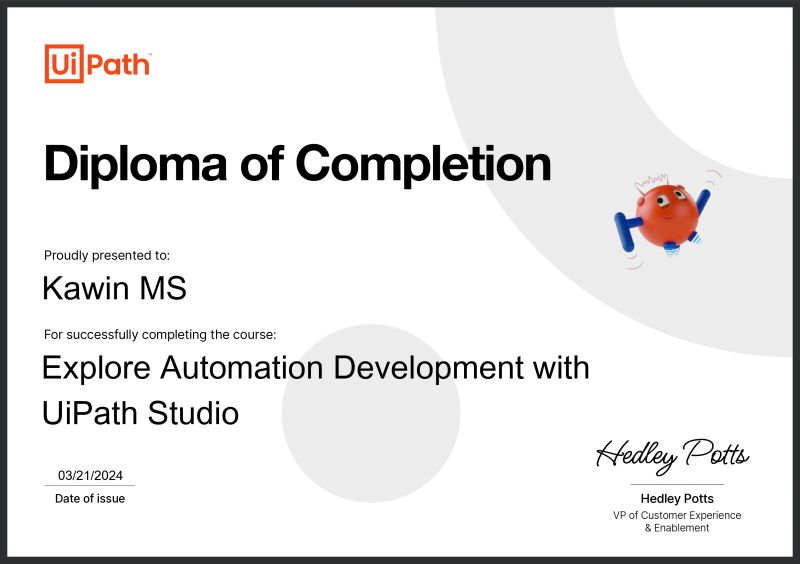 UiPath™
Diploma of Completion
Proudly presented to:
Kawin MS
For successfully completing the course:
Explore Automation Development with
UiPath Studio
03/21/2024
Date of issue
Hedley Potts
Hedley Potts
VP of Customer Experience
& Enablement